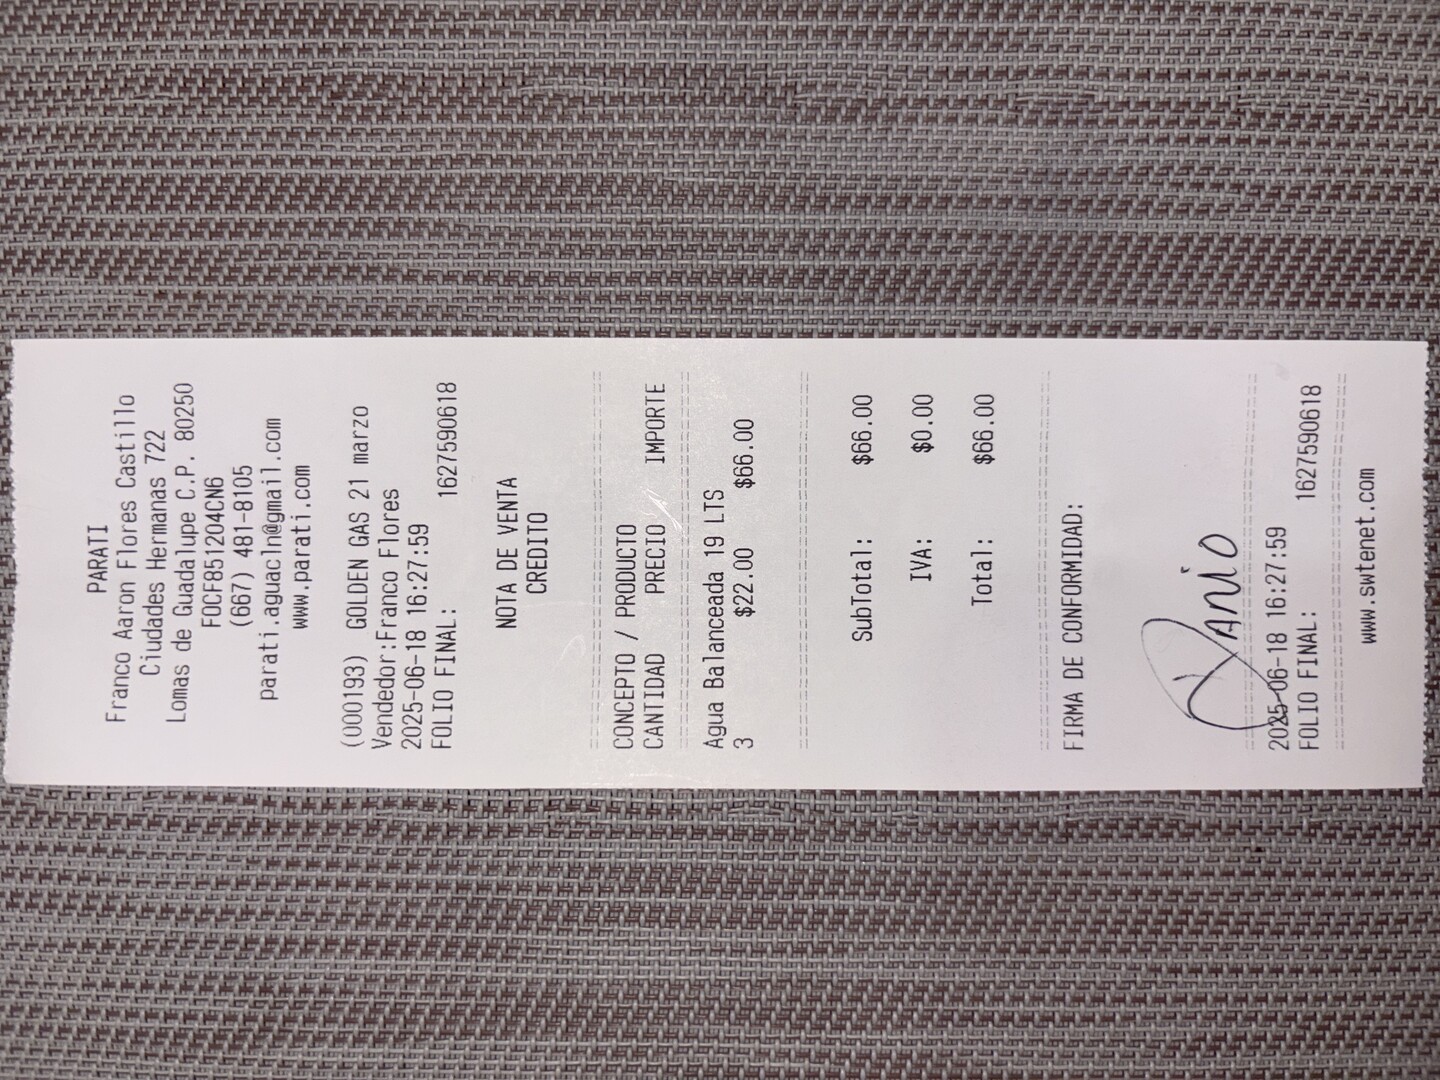 PARATI
Franco Aaron Flores Castillo
Ciudades Hermanas 722
Lomas de Guadalupe C.P. 80250
FOCF851204CN6
(667) 481-8105
parati.aguacln@gmail.com
www.parati.com
(000193) GOLDEN GAS 21 marzo
Vendedor:Franco Flores
2025-06-18 16:27:59
FOLIO FINAL: 1627590618
NOTA DE VENTA
CREDITO
CONCEPTO / PRODUCTO
CANTIDAD PRECIO IMPORTE
Agua Balanceada 19 LTS
3 $22.00 $66.00
SubTotal: $66.00
IVA: $0.00
Total: $66.00
FIRMA DE CONFORMIDAD:
DANIO
2025-06-18 16:27:59
FOLIO FINAL: 1627590618
www.swtenet.com